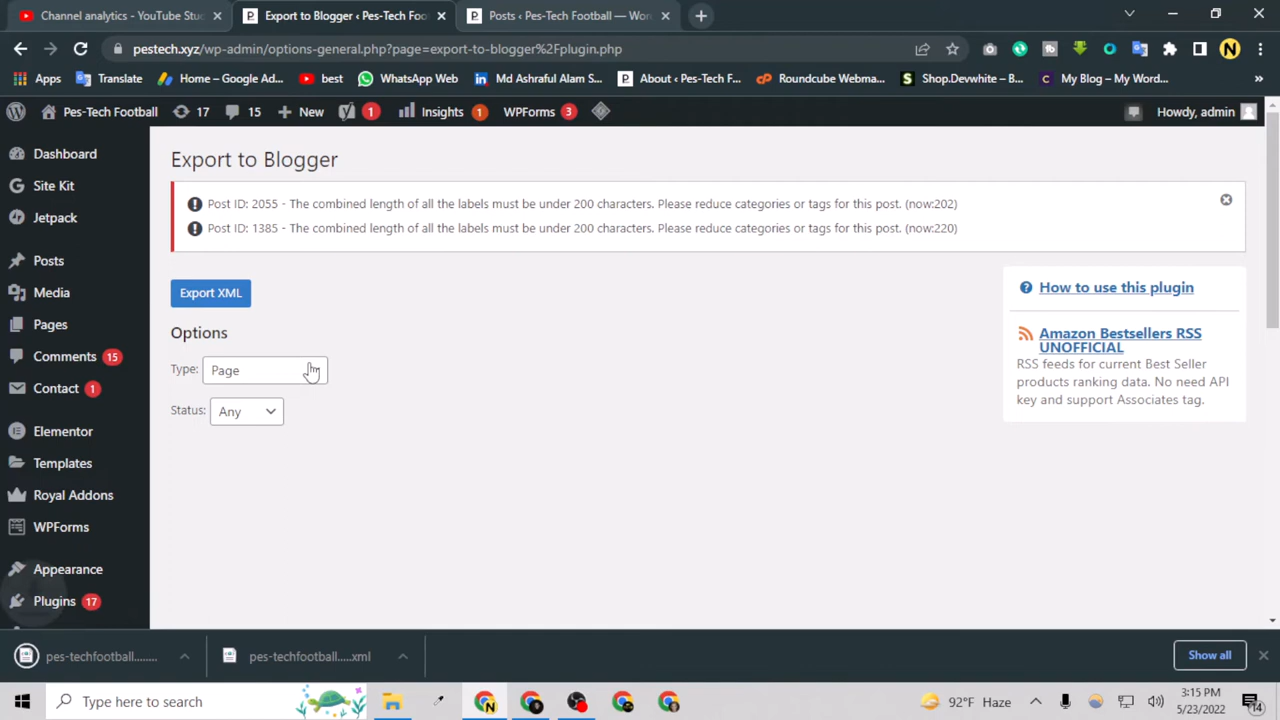 Channel analytics - YouTube Stu
Export to Blogger ‹ Pes-Tech Foot
Posts ‹ Pes-Tech Football — Wor
pestech.xyz/wp-admin/options-general.php?page=export-to-blogger%2Fplugin.php
Apps
Translate
Home – Google Ad...
best
WhatsApp Web
Md Ashraful Alam S...
About ‹ Pes-Tech F...
Roundcube Webma...
Shop.Devwhite – B...
My Blog – My Word...
»
Pes-Tech Football
17
15
New
1
Insights
1
WPForms
3
Howdy, admin
Dashboard
Site Kit
Jetpack
Posts
Media
Pages
Comments 15
Contact 1
Elementor
Templates
Royal Addons
WPForms
Appearance
Plugins 17
Export to Blogger
Post ID: 2055 - The combined length of all the labels must be under 200 characters. Please reduce categories or tags for this post. (now:202)
Post ID: 1385 - The combined length of all the labels must be under 200 characters. Please reduce categories or tags for this post. (now:220)
Export XML
Options
Type: Page
Status: Any
How to use this plugin
Amazon Bestsellers RSS
UNOFFICIAL
RSS feeds for current Best Seller
products ranking data. No need API
key and support Associates tag.
pes-techfootball........
pes-techfootball.....xml
Show all
Type here to search
92°F Haze
3:15 PM
5/23/2022
14